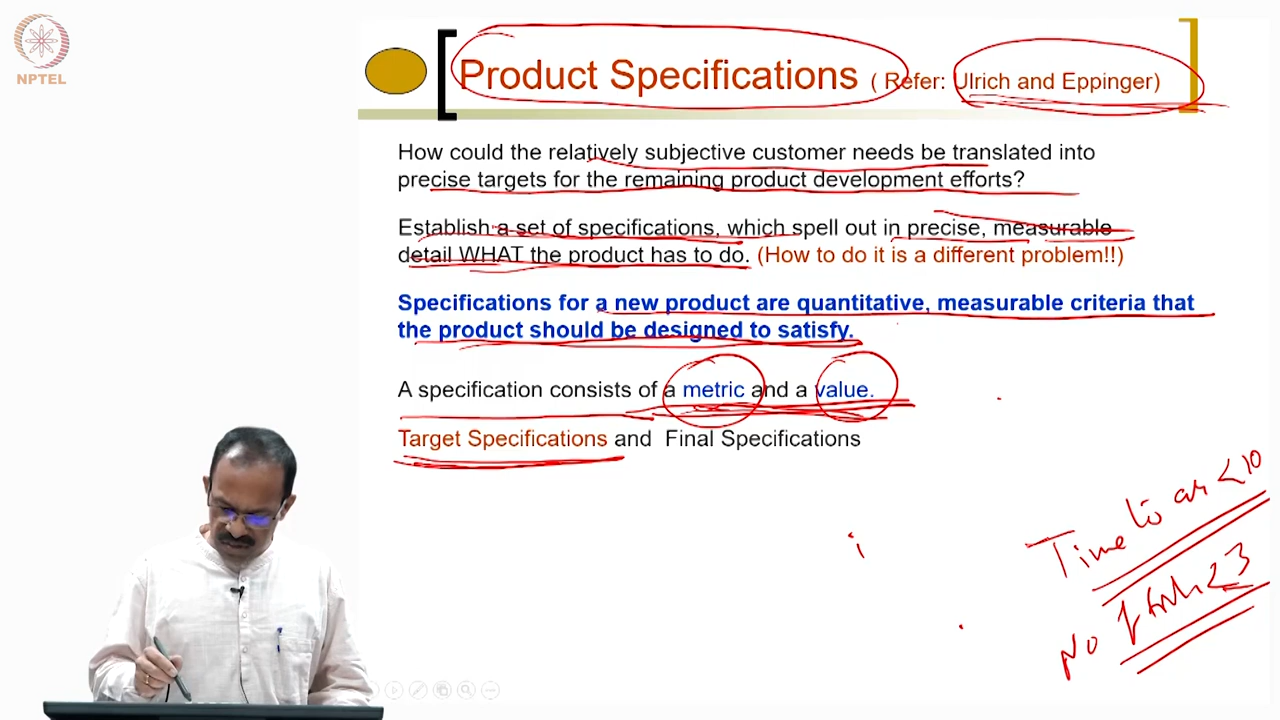 NPTEL
Product Specifications ( Refer: Ulrich and Eppinger)
How could the relatively subjective customer needs be translated into
precise targets for the remaining product development efforts?
Establish a set of specifications, which spell out in precise, measurable
detail WHAT the product has to do. (How to do it is a different problem!!)
Specifications for a new product are quantitative, measurable criteria that
the product should be designed to satisfy.
A specification consists of a metric and a value.
Target Specifications and Final Specifications
Time to <10
No <3